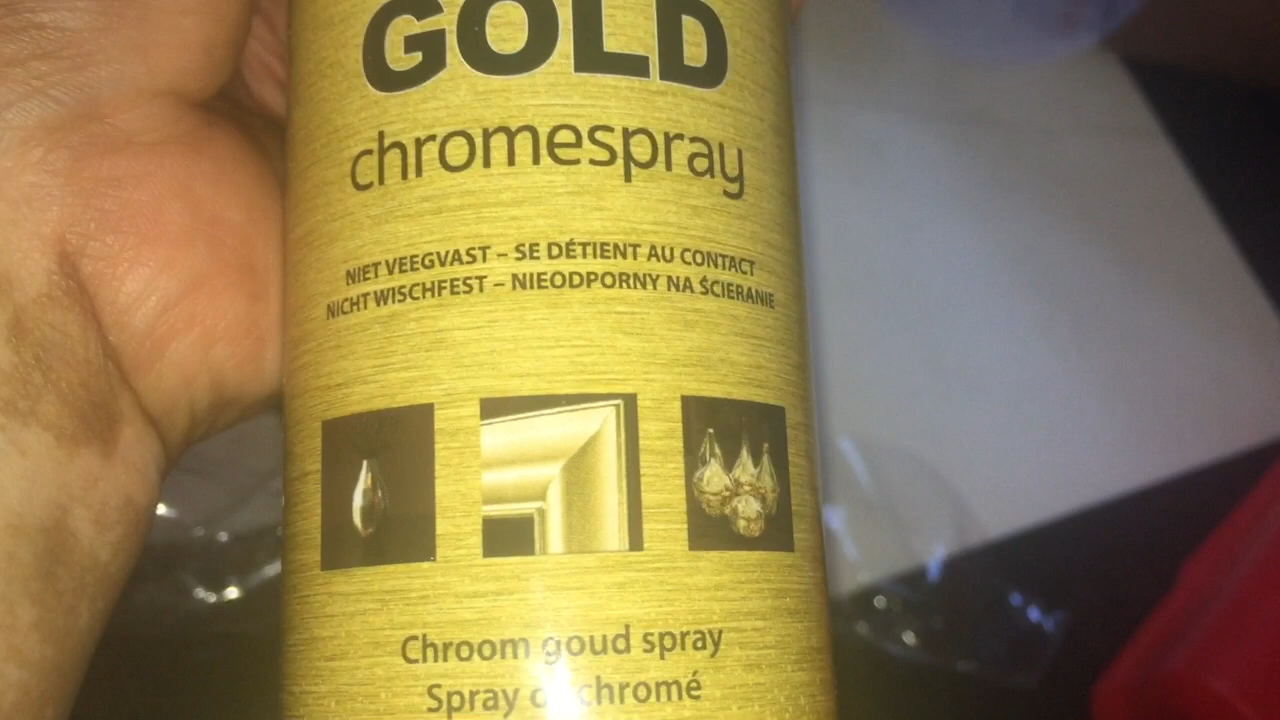 GOLD
chromespray
NIET VEEGVAST – SE DÉTIENT AU CONTACT
NICHT WISCHFEST – NIEODPORNY NA ŚCIERANIE
Chroom goud spray
Spray chromé